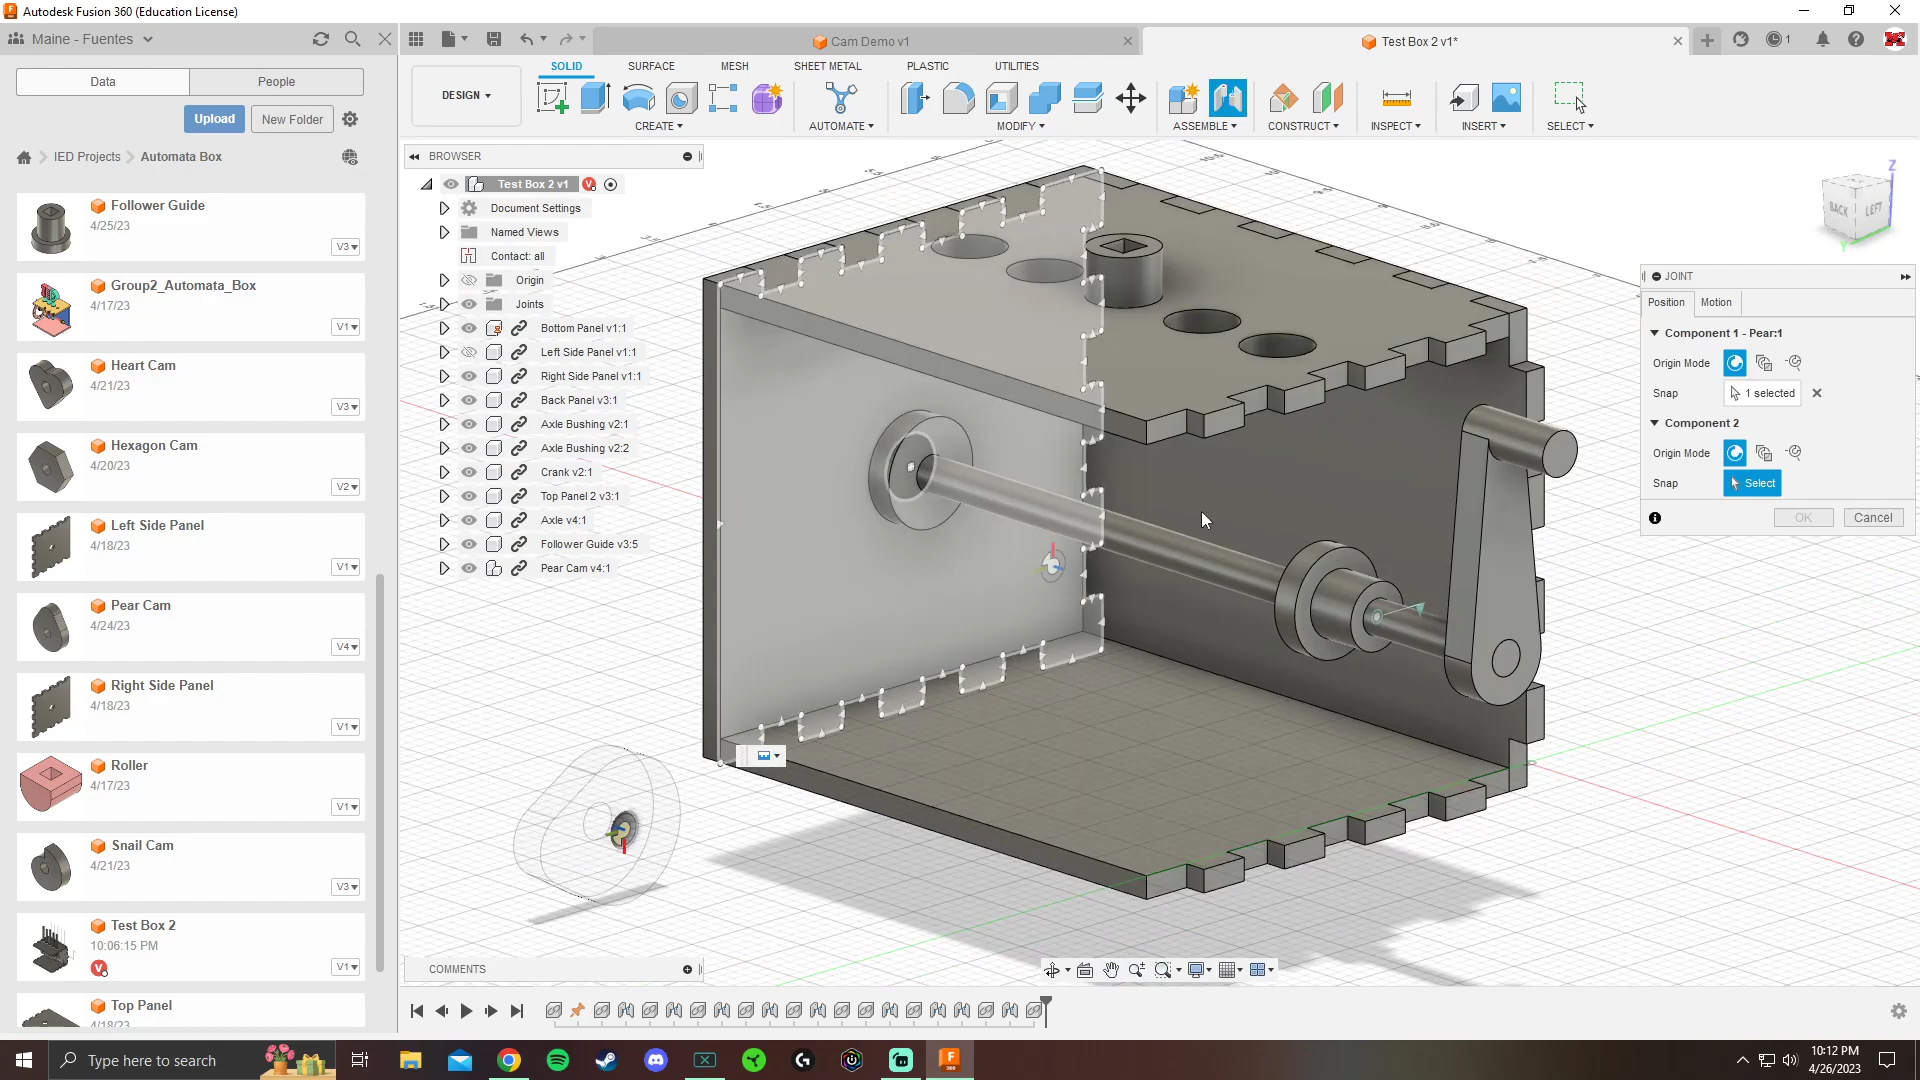 Autodesk Fusion 360 (Education License)
Maine - Fuentes
Cam Demo v1
Test Box 2 v1*
1
Data
People
Upload
New Folder
IED Projects
Automata Box
Follower Guide
4/25/23
V3
Group2_Automata_Box
4/17/23
V1
Heart Cam
4/21/23
V3
Hexagon Cam
4/20/23
V2
Left Side Panel
4/18/23
V1
Pear Cam
4/24/23
V4
Right Side Panel
4/18/23
V1
Roller
4/17/23
V1
Snail Cam
4/21/23
V3
Test Box 2
10:06:15 PM
V1
Top Panel
4/18/23
DESIGN
SOLID
SURFACE
MESH
SHEET METAL
PLASTIC
UTILITIES
CREATE
AUTOMATE
MODIFY
ASSEMBLE
CONSTRUCT
INSPECT
INSERT
SELECT
BROWSER
Test Box 2 v1
Document Settings
Named Views
Contact: all
Origin
Joints
Bottom Panel v1:1
Left Side Panel v1:1
Right Side Panel v1:1
Back Panel v3:1
Axle Bushing v2:1
Axle Bushing v2:2
Crank v2:1
Top Panel 2 v3:1
Axle v4:1
Follower Guide v3:5
Pear Cam v4:1
Z
BACK
LEFT
Y
JOINT
Position
Motion
Component 1 - Pear:1
Origin Mode
Snap
1 selected
Component 2
Origin Mode
Snap
Select
OK
Cancel
COMMENTS
Type here to search
10:12 PM
4/26/2023